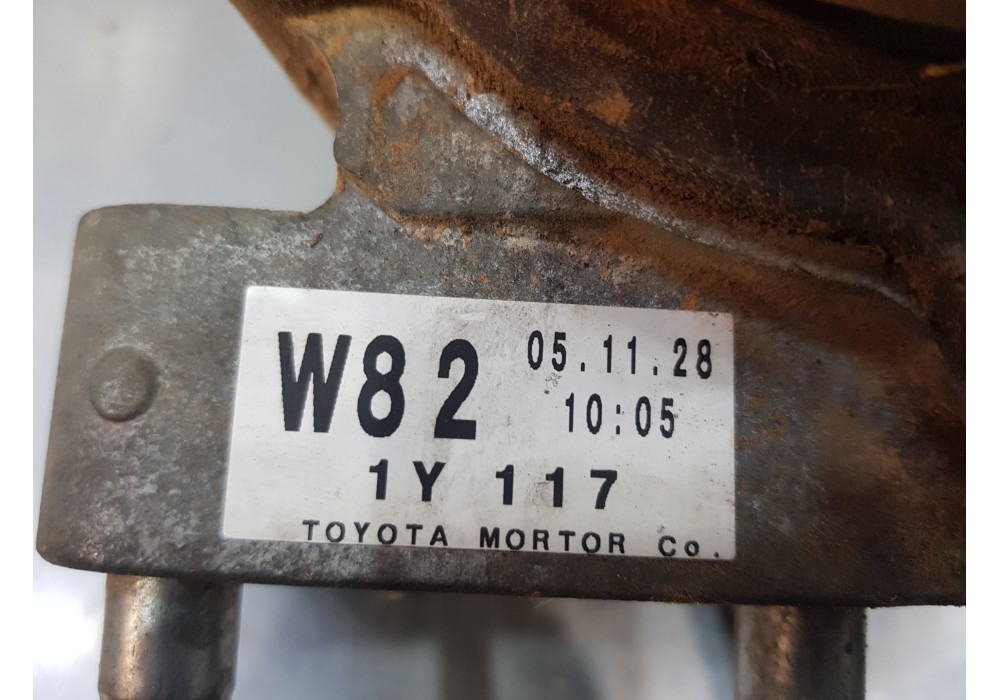 W82 05.11.28
10:05
1Y 117
TOYOTA MORTOR Co.